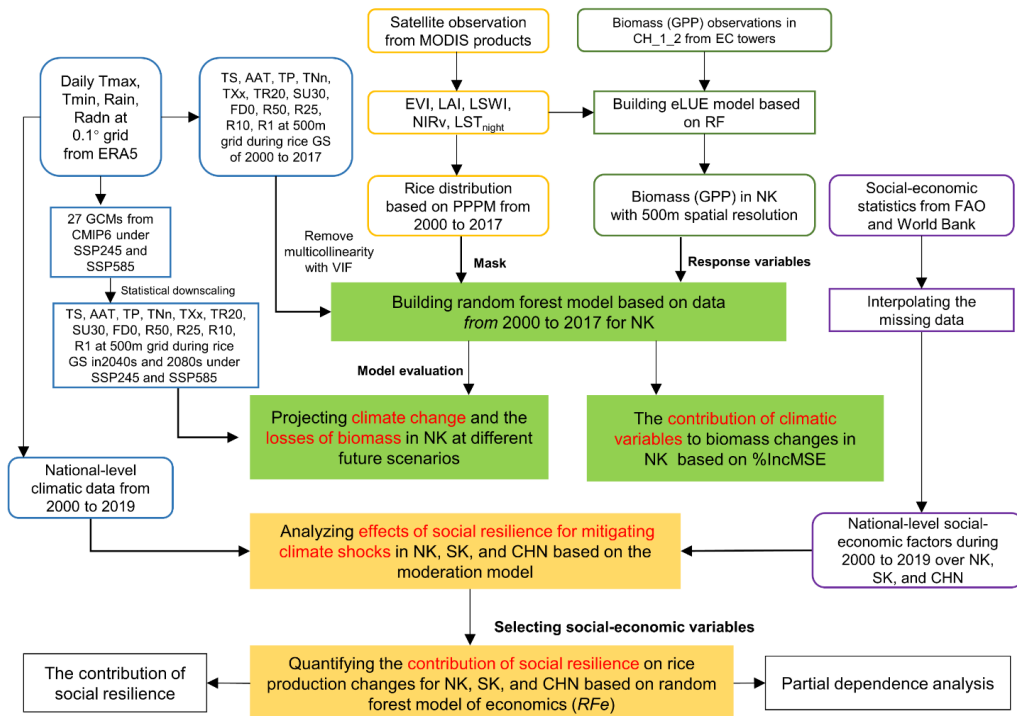 Satellite observation
from MODIS products
Biomass (GPP) observations in
CH_1_2 from EC towers
Daily Tmax,
Tmin, Rain,
Radn at
0.1° grid
from ERA5
TS, AAT, TP, TNn,
TXx, TR20, SU30,
FD0, R50, R25,
R10, R1 at 500m
grid during rice GS
of 2000 to 2017
EVI, LAI, LSWI,
NIRv, LSTnight
Building eLUE model based
on RF
27 GCMs from
CMIP6 under
SSP245 and
SSP585
Remove
multicollinearity
with VIF
Rice distribution
based on PPPM from
2000 to 2017
Biomass (GPP) in NK
with 500m spatial resolution
Social-economic
statistics from FAO
and World Bank
Mask
Response variables
Statistical downscaling
TS, AAT, TP, TNn, TXx, TR20,
SU30, FD0, R50, R25, R10,
R1 at 500m grid during rice
GS in2040s and 2080s under
SSP245 and SSP585
Building random forest model based on data
from 2000 to 2017 for NK
Interpolating the
missing data
Model evaluation
Projecting climate change and the
losses of biomass in NK at different
future scenarios
The contribution of climatic
variables to biomass changes in
NK based on %IncMSE
National-level
climatic data from
2000 to 2019
Analyzing effects of social resilience for mitigating
climate shocks in NK, SK, and CHN based on the
moderation model
National-level social-
economic factors during
2000 to 2019 over NK,
SK, and CHN
Selecting social-economic variables
The contribution of
social resilience
Quantifying the contribution of social resilience on rice
production changes for NK, SK, and CHN based on random
forest model of economics (RFe)
Partial dependence analysis